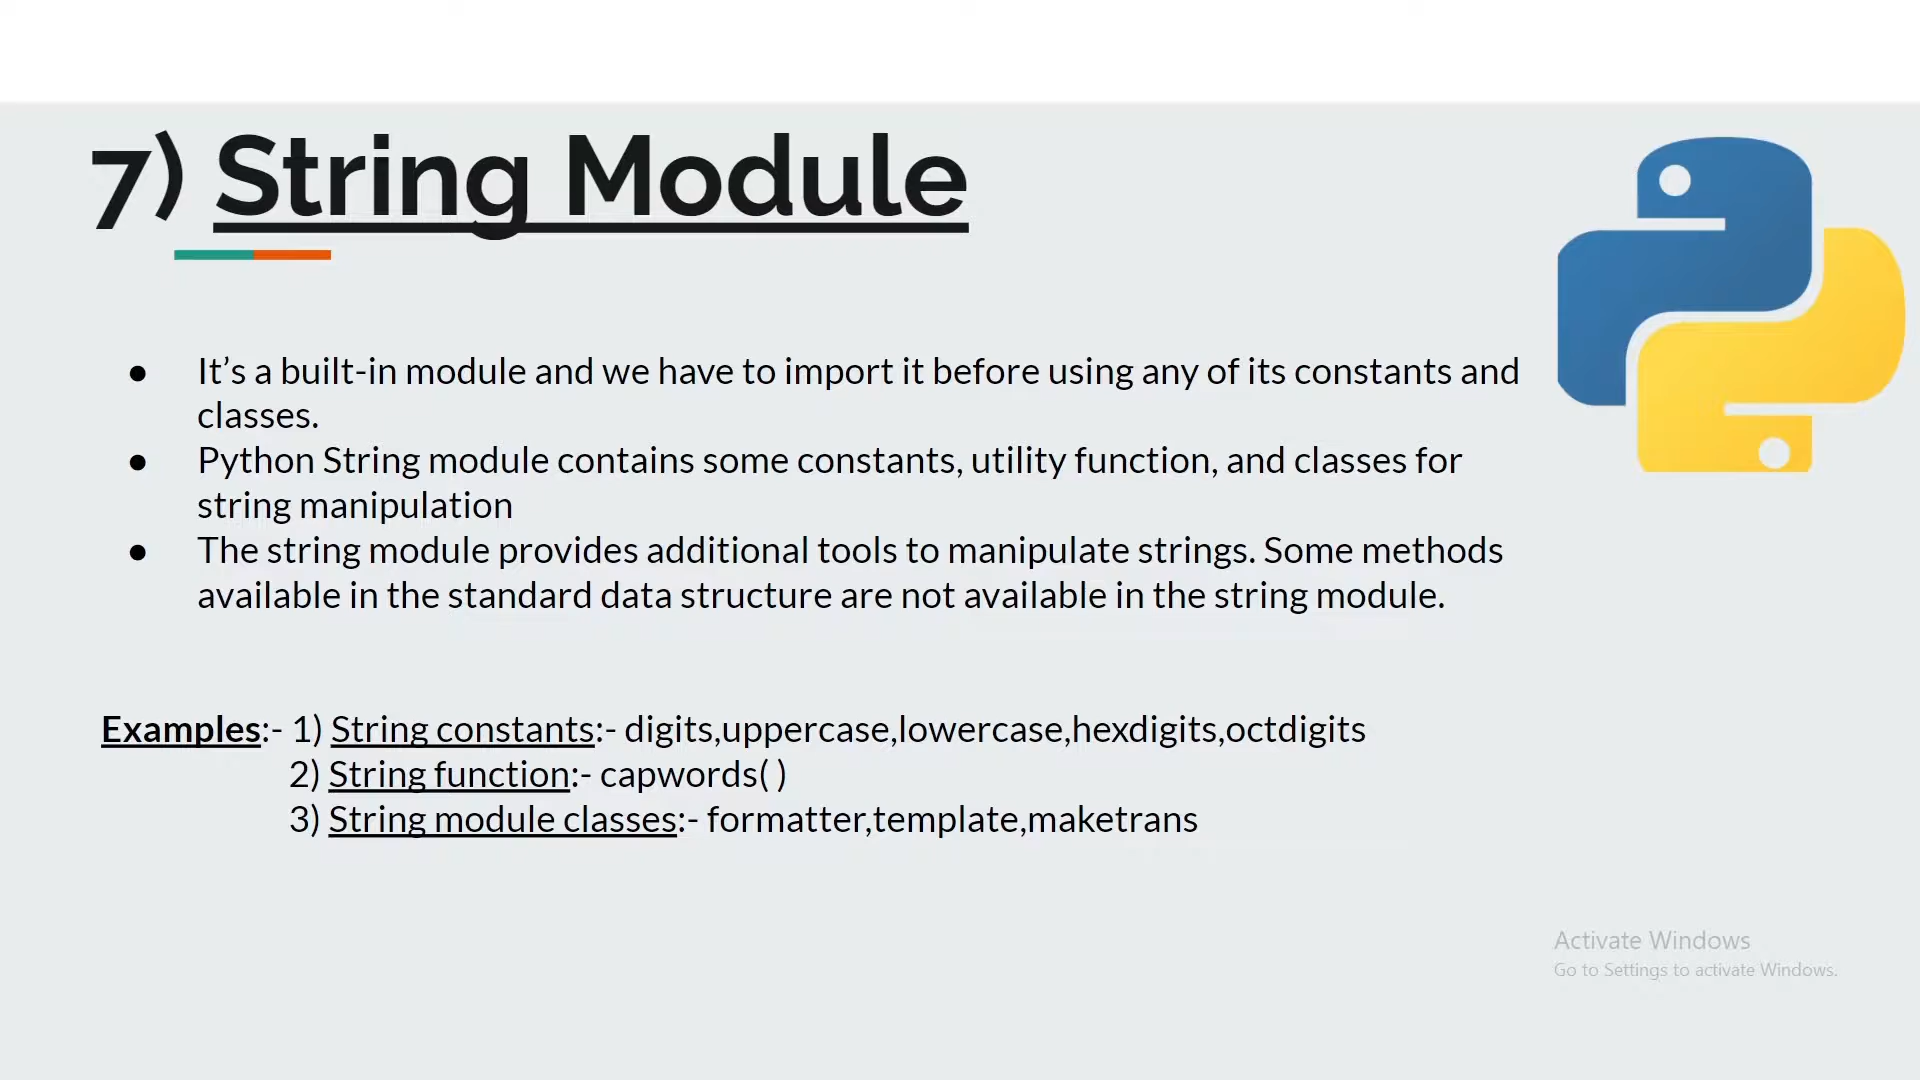 7) String Module
● It’s a built-in module and we have to import it before using any of its constants and
classes.
● Python String module contains some constants, utility function, and classes for
string manipulation
● The string module provides additional tools to manipulate strings. Some methods
available in the standard data structure are not available in the string module.
Examples:- 1) String constants:- digits,uppercase,lowercase,hexdigits,octdigits
2) String function:- capwords( )
3) String module classes:- formatter,template,maketrans
Activate Windows
Go to Settings to activate Windows.